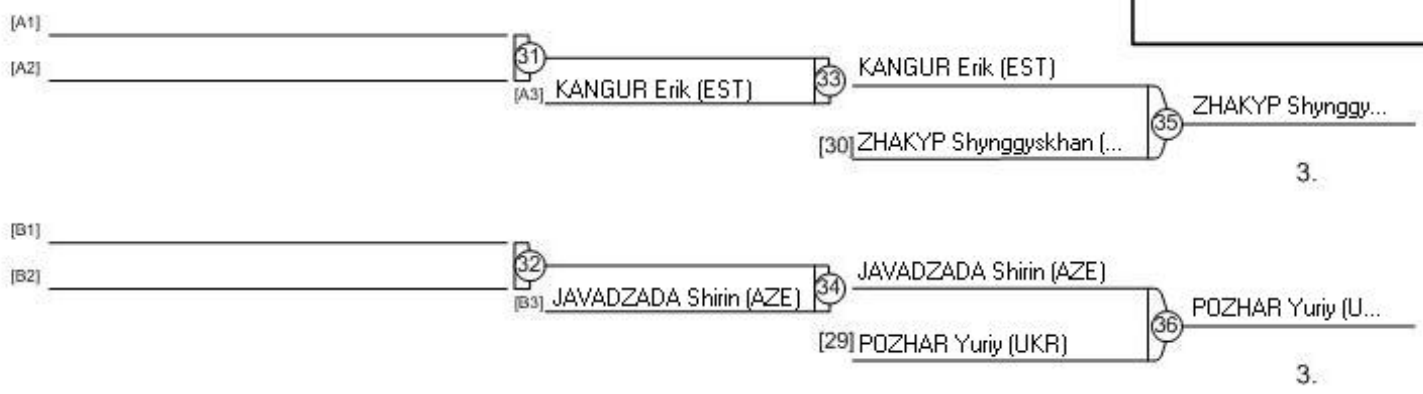 [A1]
31
[A2]
[A3] KANGUR Erik (EST)
33
KANGUR Erik (EST)
[30] ZHAKYP Shynggyskhan (...
35
ZHAKYP Shynggy...
3.
[B1]
32
[B2]
[B3] JAVADZADA Shirin (AZE)
34
JAVADZADA Shirin (AZE)
[29] POZHAR Yuriy (UKR)
36
POZHAR Yuriy (U...
3.